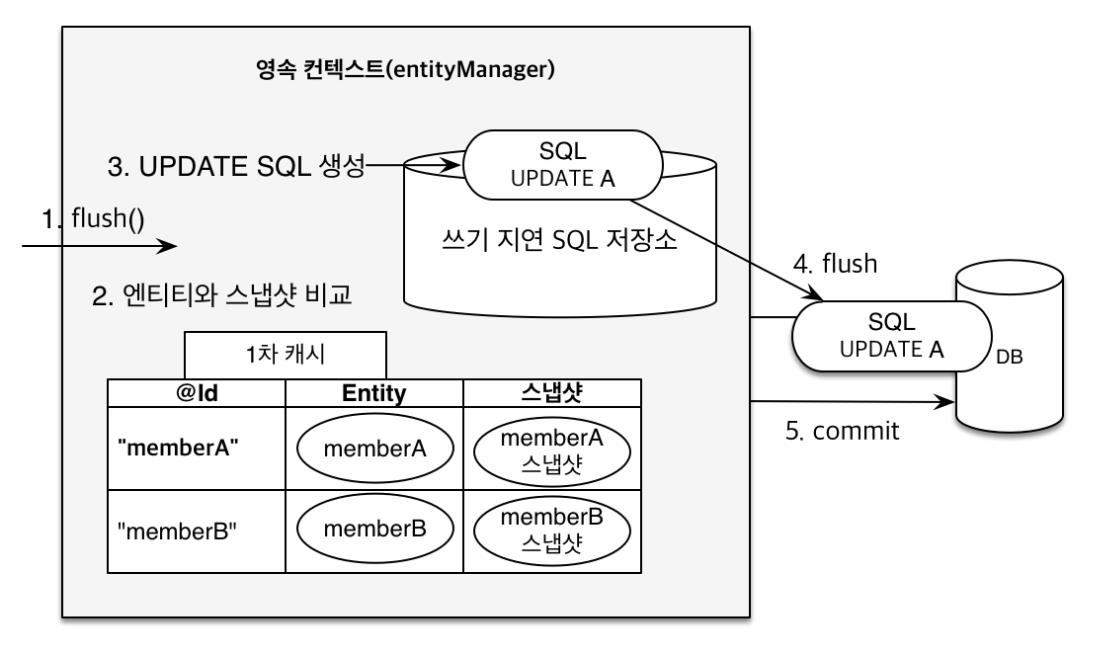 영속 컨텍스트(entityManager)
SQL
UPDATE A
3. UPDATE SQL 생성
1. flush()
쓰기 지연 SQL 저장소
4. flush
2. 엔티티와 스냅샷 비교
SQL
UPDATE A
DB
1차 캐시
@Id Entity 스냅샷
5. commit
"memberA" memberA memberA
스냅샷
"memberB" memberB memberB
스냅샷